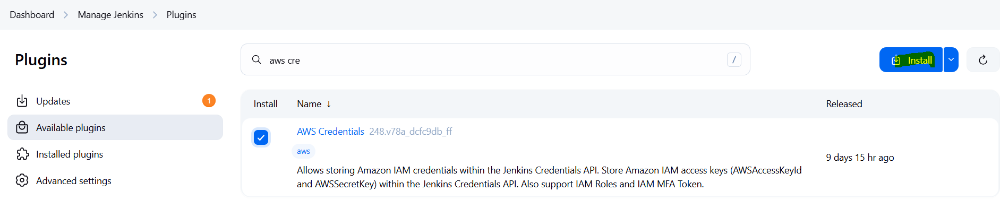 Dashboard > Manage Jenkins > Plugins
Plugins
aws cre /
Install
Updates 1
Available plugins
Installed plugins
Advanced settings
Install Name ↓ Released
AWS Credentials 248.v78a_dcfc9db_ff
aws
9 days 15 hr ago
Allows storing Amazon IAM credentials within the Jenkins Credentials API. Store Amazon IAM access keys (AWSAccessKeyId
and AWSSecretKey) within the Jenkins Credentials API. Also support IAM Roles and IAM MFA Token.